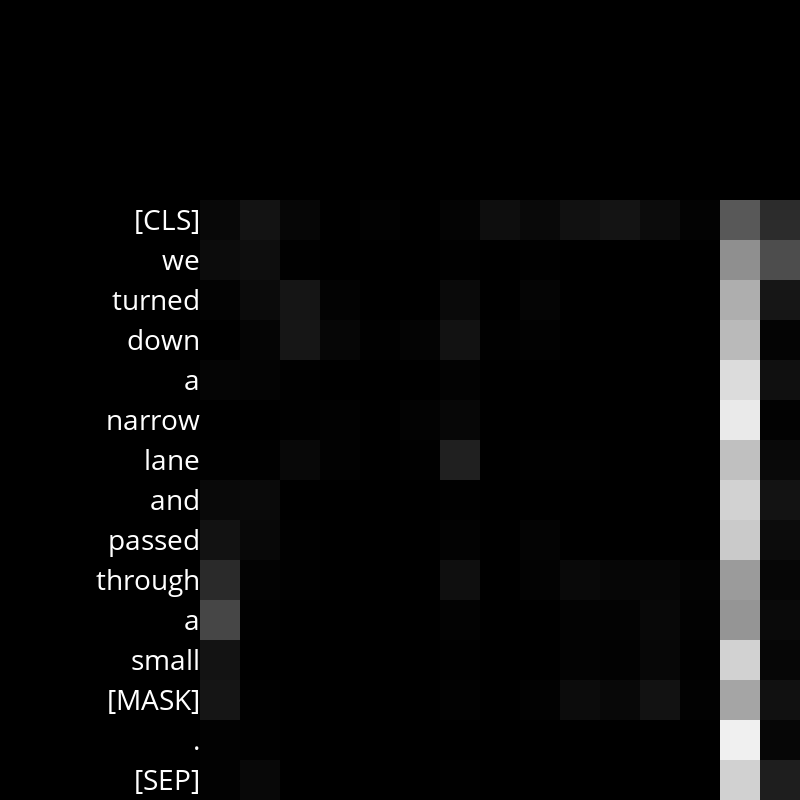 [CLS]
we
turned
down
a
narrow
lane
and
passed
through
a
small
[MASK]
.
[SEP]